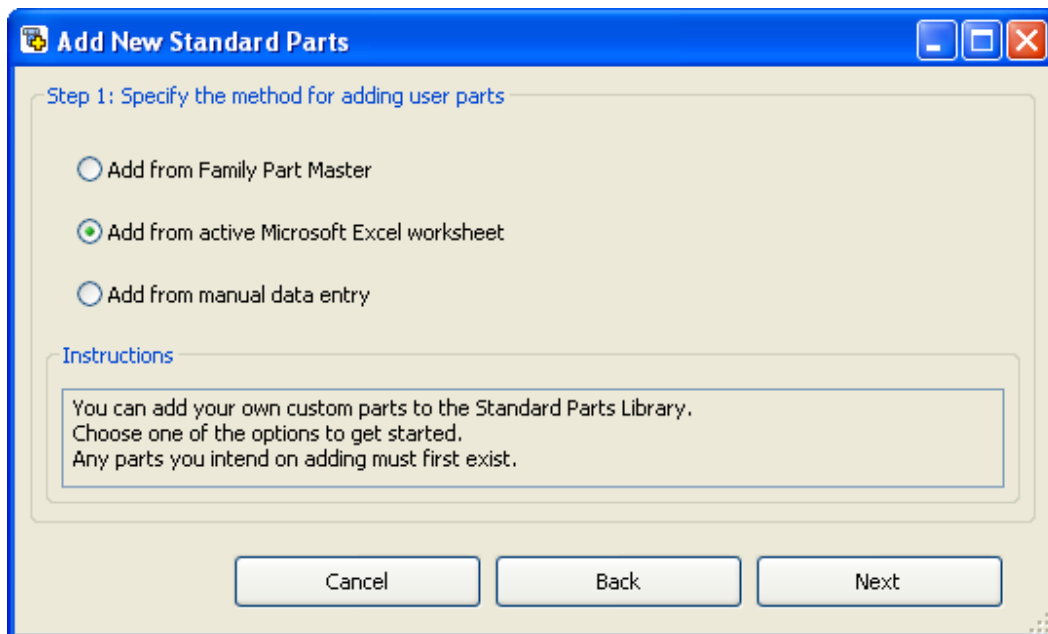 Add New Standard Parts
Step 1: Specify the method for adding user parts
Add from Family Part Master
Add from active Microsoft Excel worksheet
Add from manual data entry
Instructions
You can add your own custom parts to the Standard Parts Library.
Choose one of the options to get started.
Any parts you intend on adding must first exist.
Cancel
Back
Next